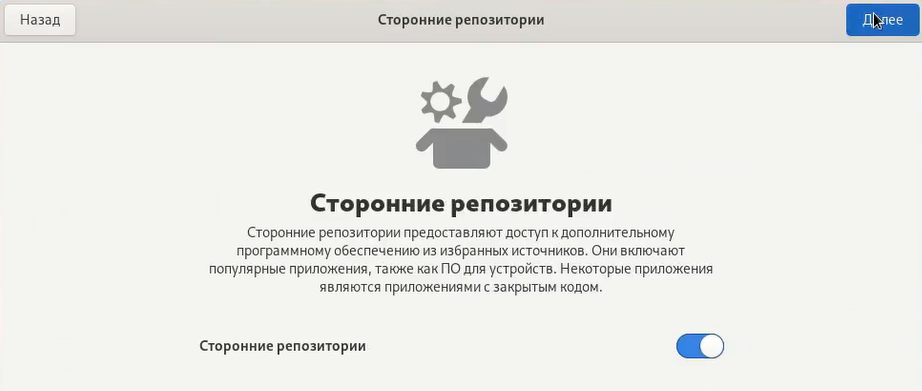 Назад
Сторонние репозитории
Далее
Сторонние репозитории
Сторонние репозитории предоставляют доступ к дополнительному
программному обеспечению из избранных источников. Они включают
популярные приложения, также как ПО для устройств. Некоторые приложения
являются приложениями с закрытым кодом.
Сторонние репозитории